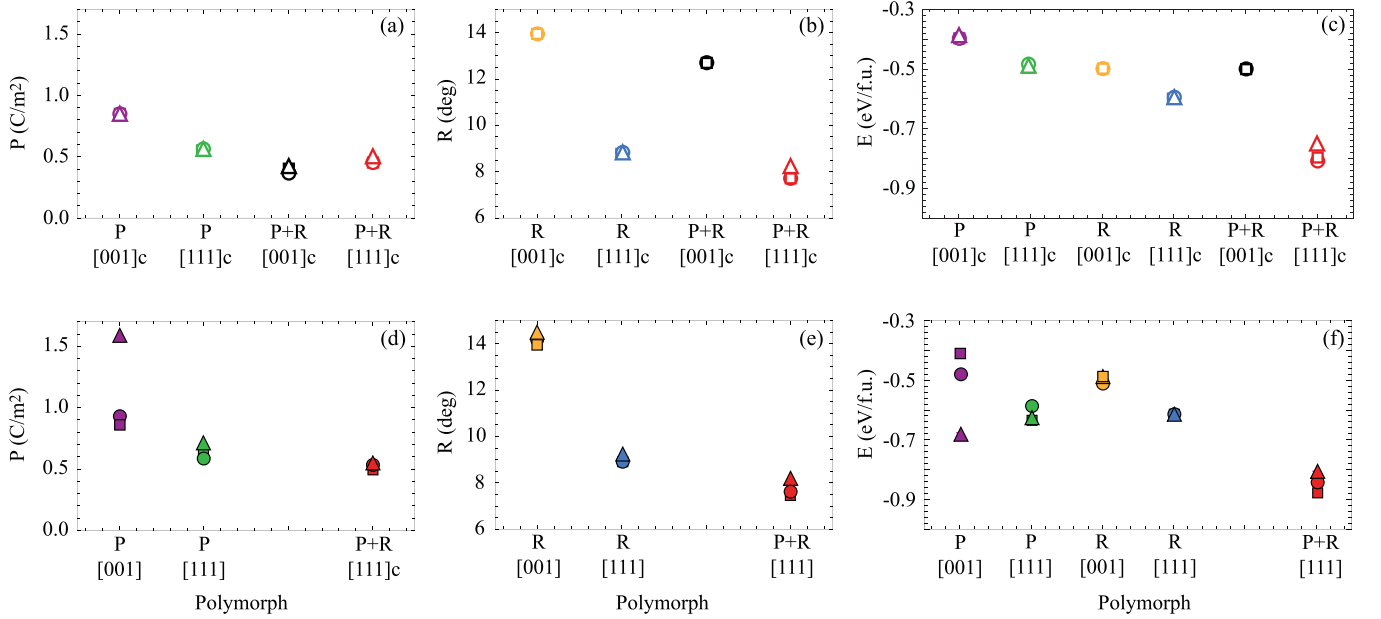 (a)
P (C/m²)
1.5
1.0
0.5
0.0
P P P+R P+R
[001]c [111]c [001]c [111]c
(b)
R (deg)
14
12
10
8
6
R R P+R P+R
[001]c [111]c [001]c [111]c
(c)
E (eV/f.u.)
-0.3
-0.5
-0.7
-0.9
P P R R P+R P+R
[001]c [111]c [001]c [111]c [001]c [111]c
(d)
P (C/m²)
1.5
1.0
0.5
0.0
P P P+R
[001] [111] [111]c
Polymorph
(e)
R (deg)
14
12
10
8
6
R R P+R
[001] [111] [111]
Polymorph
(f)
E (eV/f.u.)
-0.3
-0.5
-0.7
-0.9
P P R R P+R
[001] [111] [001] [111] [111]
Polymorph